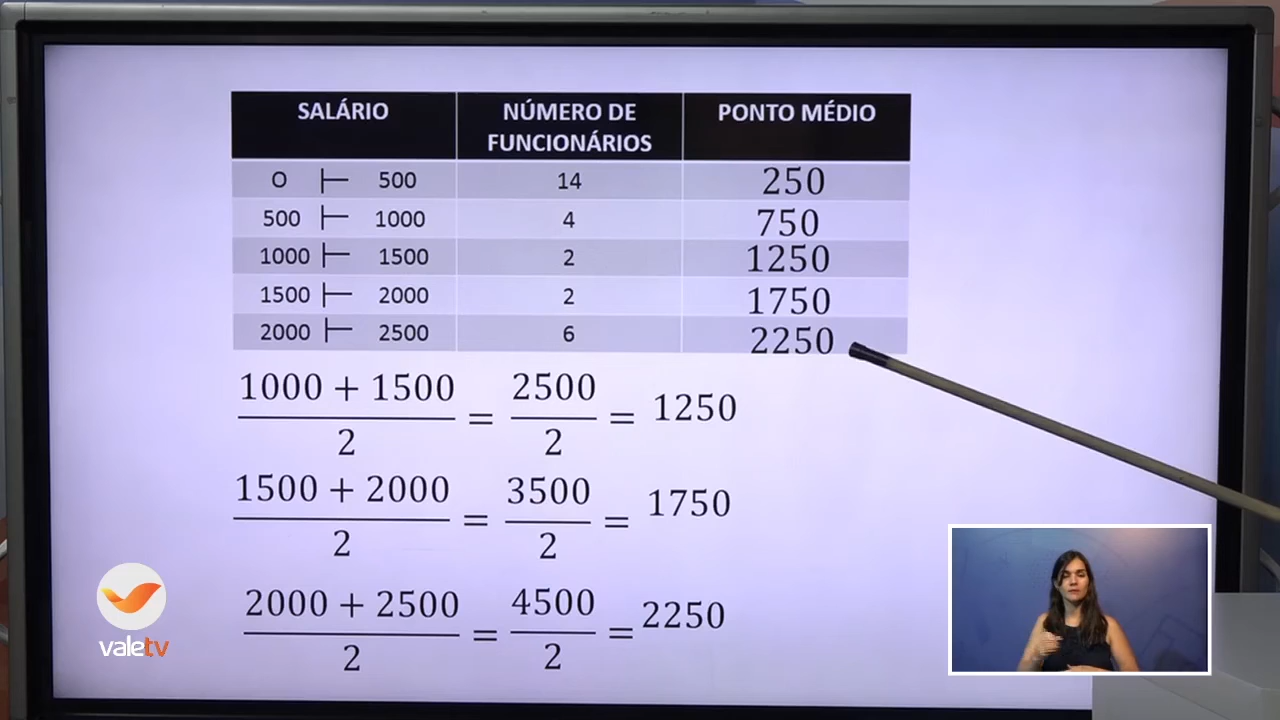 SALÁRIO NÚMERO DE FUNCIONÁRIOS PONTO MÉDIO
O ⊢ 500 14 250
500 ⊢ 1000 4 750
1000 ⊢ 1500 2 1250
1500 ⊢ 2000 2 1750
2000 ⊢ 2500 6 2250
1000 + 1500 / 2 = 2500 / 2 = 1250
1500 + 2000 / 2 = 3500 / 2 = 1750
2000 + 2500 / 2 = 4500 / 2 = 2250
valetv